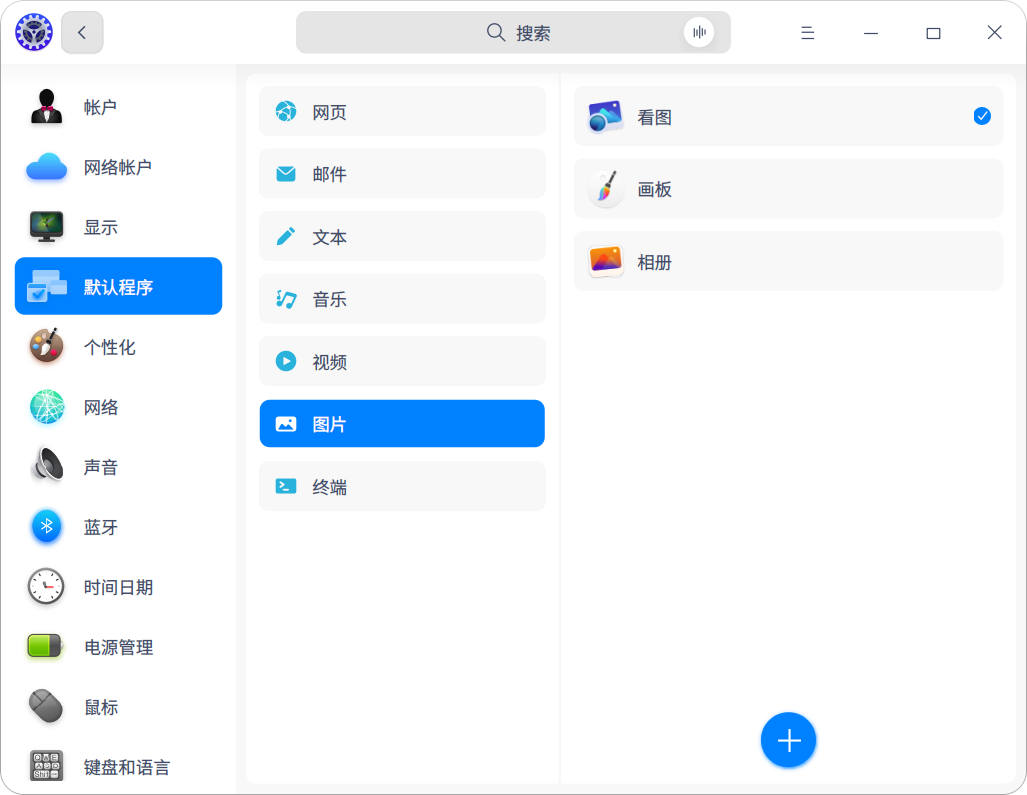 搜索
帐户
网络帐户
显示
默认程序
个性化
网络
声音
蓝牙
时间日期
电源管理
鼠标
键盘和语言
网页
邮件
文本
音乐
视频
图片
终端
看图
画板
相册